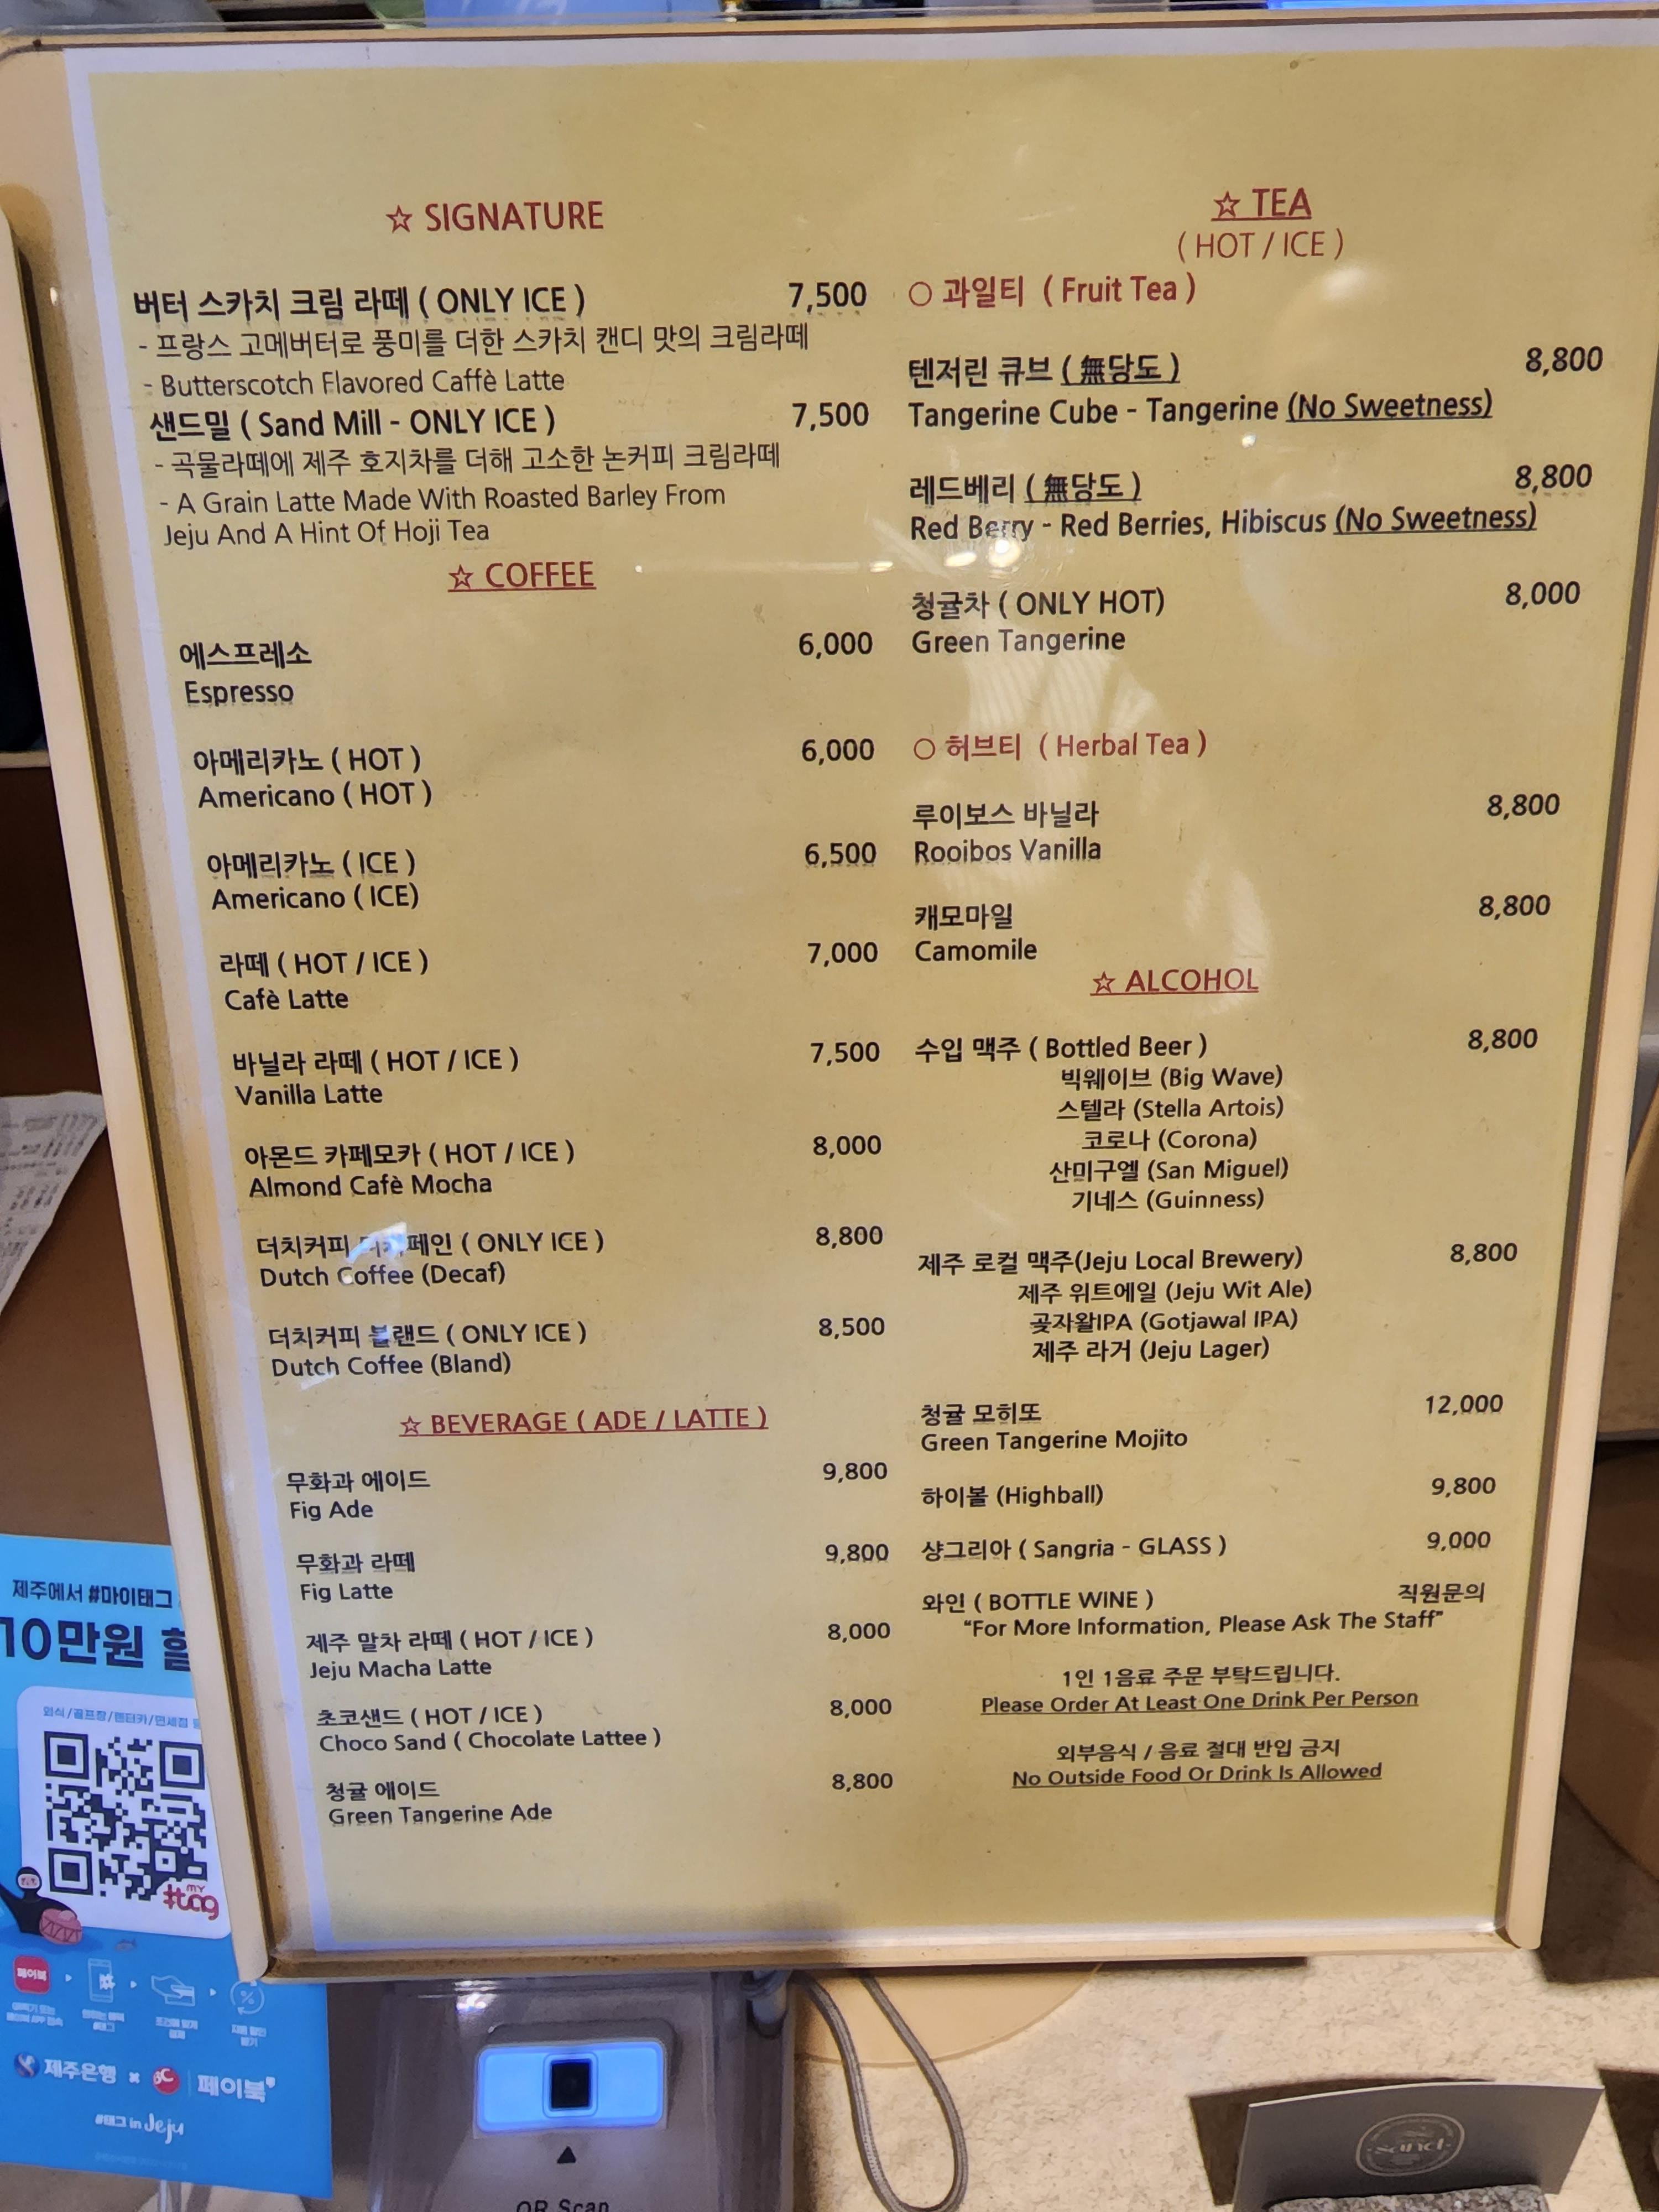 ☆ SIGNATURE
버터 스카치 크림 라떼 ( ONLY ICE ) 7,500
- 프랑스 고메버터로 풍미를 더한 스카치 캔디 맛의 크림라떼
- Butterscotch Flavored Caffè Latte
샌드밀 ( Sand Mill - ONLY ICE ) 7,500
- 곡물라떼에 제주 호지차를 더해 고소한 논커피 크림라떼
- A Grain Latte Made With Roasted Barley From
Jeju And A Hint Of Hoji Tea
☆ COFFEE
에스프레소 6,000
Espresso
아메리카노 ( HOT ) 6,000
Americano ( HOT )
아메리카노 ( ICE ) 6,500
Americano ( ICE)
라떼 ( HOT / ICE ) 7,000
Cafè Latte
바닐라 라떼 ( HOT / ICE ) 7,500
Vanilla Latte
아몬드 카페모카 ( HOT / ICE ) 8,000
Almond Cafè Mocha
더치커피 디카페인 ( ONLY ICE ) 8,800
Dutch Coffee (Decaf)
더치커피 블랜드 ( ONLY ICE ) 8,500
Dutch Coffee (Bland)
☆ BEVERAGE ( ADE / LATTE )
무화과 에이드 9,800
Fig Ade
무화과 라떼 9,800
Fig Latte
제주 말차 라떼 ( HOT / ICE ) 8,000
Jeju Macha Latte
초코샌드 ( HOT / ICE ) 8,000
Choco Sand ( Chocolate Lattee )
청귤 에이드 8,800
Green Tangerine Ade
☆ TEA
( HOT / ICE )
○ 과일티 ( Fruit Tea )
텐저린 큐브 ( 無당도 ) 8,800
Tangerine Cube - Tangerine (No Sweetness)
레드베리 ( 無당도 ) 8,800
Red Berry - Red Berries, Hibiscus (No Sweetness)
청귤차 ( ONLY HOT) 8,000
Green Tangerine
○ 허브티 ( Herbal Tea )
루이보스 바닐라 8,800
Rooibos Vanilla
캐모마일 8,800
Camomile
☆ ALCOHOL
수입 맥주 ( Bottled Beer ) 8,800
빅웨이브 (Big Wave)
스텔라 (Stella Artois)
코로나 (Corona)
산미구엘 (San Miguel)
기네스 (Guinness)
제주 로컬 맥주(Jeju Local Brewery) 8,800
제주 위트에일 (Jeju Wit Ale)
곶자왈IPA (Gotjawal IPA)
제주 라거 (Jeju Lager)
청귤 모히또 12,000
Green Tangerine Mojito
하이볼 (Highball) 9,800
샹그리아 ( Sangria - GLASS ) 9,000
와인 ( BOTTLE WINE ) 직원문의
“For More Information, Please Ask The Staff”
1인 1음료 주문 부탁드립니다.
Please Order At Least One Drink Per Person
외부음식 / 음료 절대 반입 금지
No Outside Food Or Drink Is Allowed
제주에서 #마이태그
10만원
외식/골프장/렌터카/면세점
MY
#tag
페이북
제주은행 × BC 페이북
#태그 in Jeju
QR Scan
sand